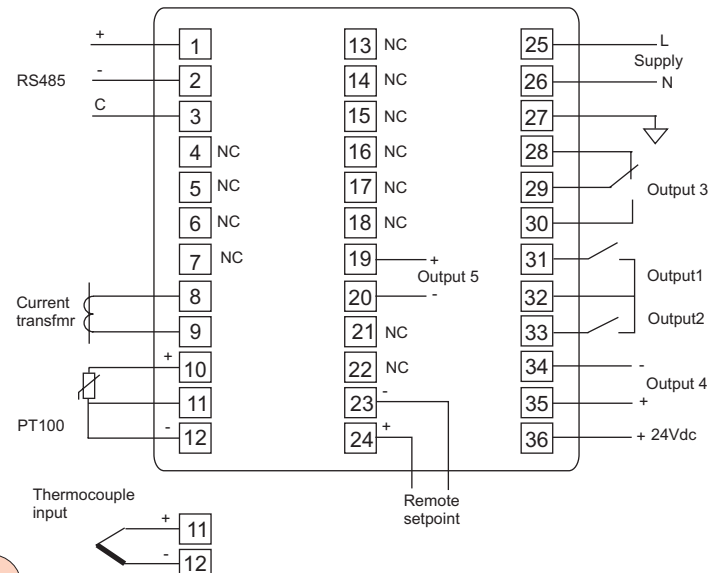 + 1 13 NC 25 L
Supply
RS485 - 2 14 NC 26 N
C 3 15 NC 27
4 NC 16 NC 28
5 NC 17 NC 29 Output 3
6 NC 18 NC 30
7 NC 19 + 31
Output 5 Output1
Current transfmr 8 20 - 32
9 21 NC 33 Output2
+ 10 22 NC 34 -
Output 4
PT100 11 23 - 35 +
- 12 24 + 36 + 24Vdc
Thermocouple
input
Remote
setpoint
+ 11
- 12